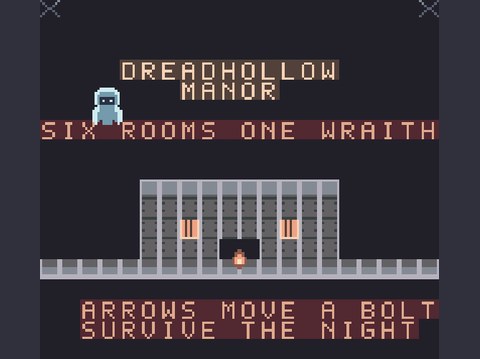 DREADHOLLOW
MANOR
SIX ROOMS ONE WRAITH
ARROWS MOVE A BOLT
SURVIVE THE NIGHT